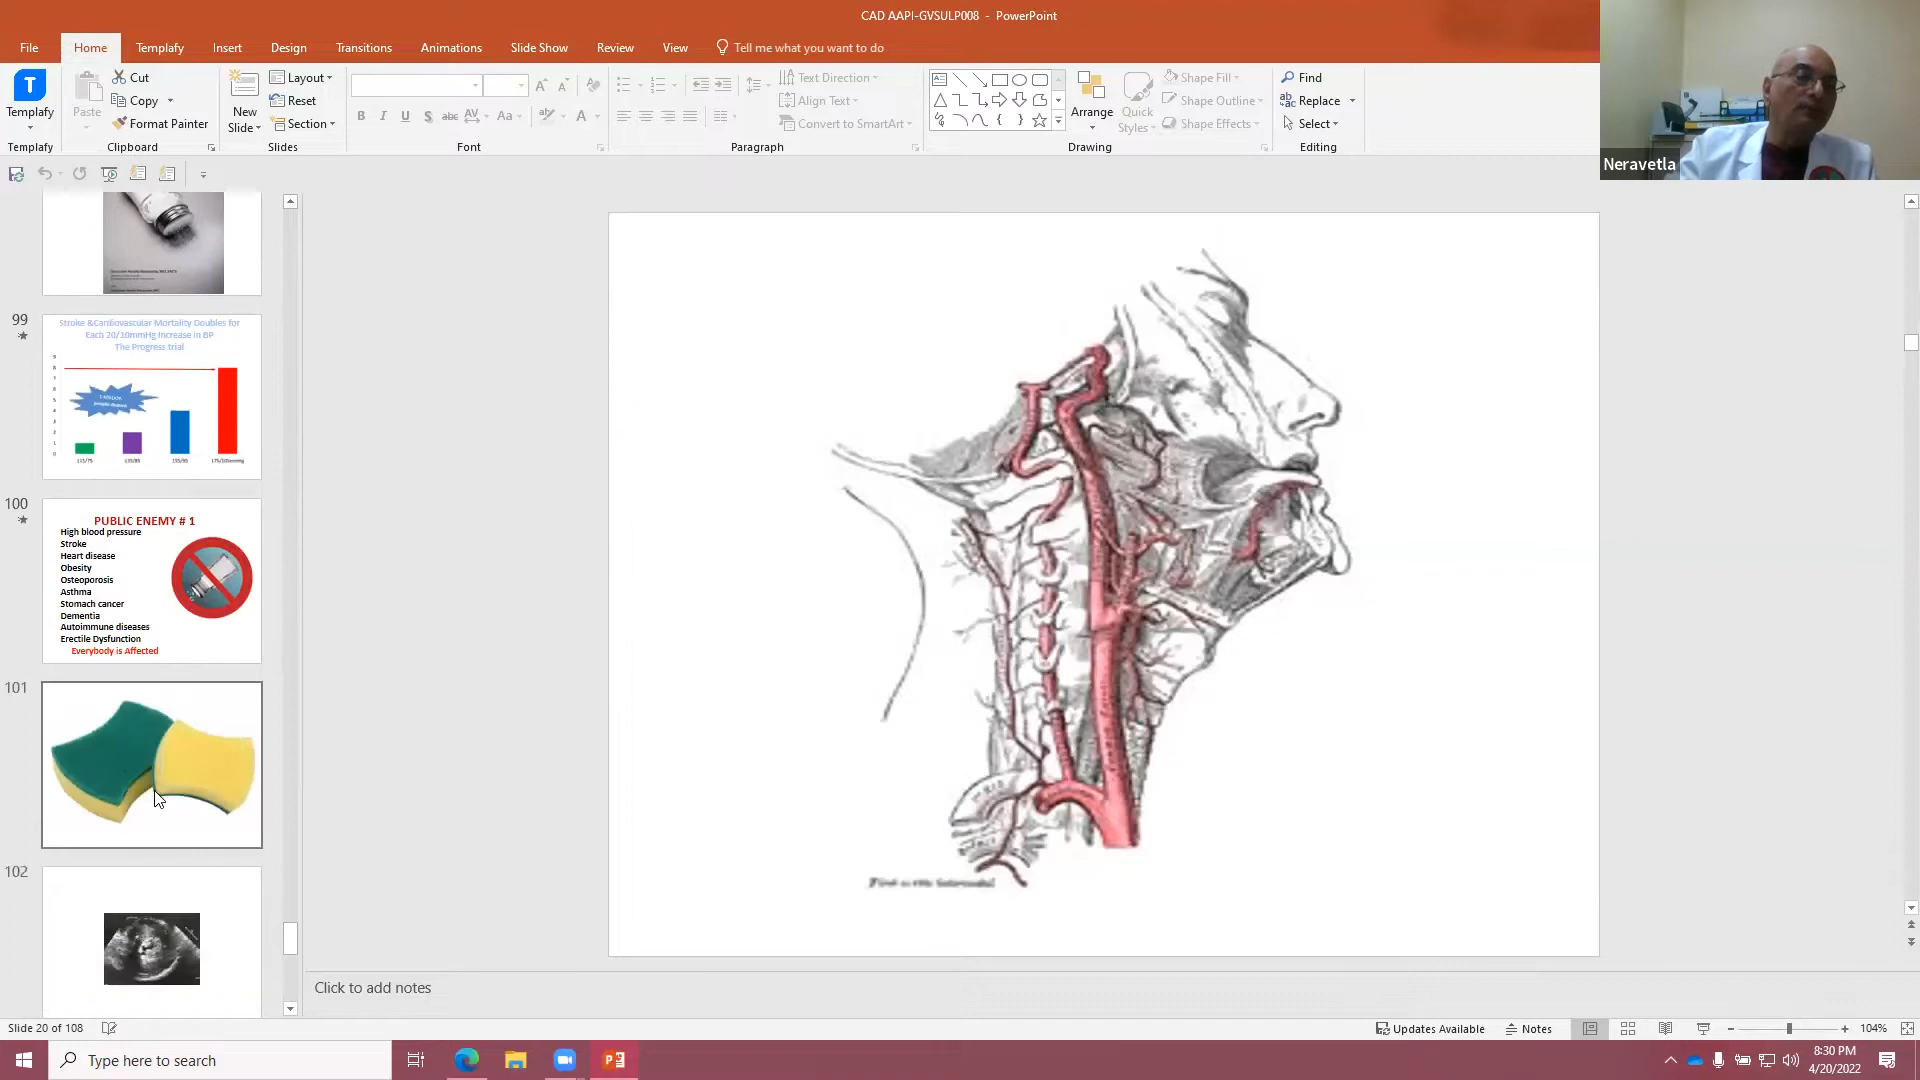 CAD AAPI-GVSULP008 - PowerPoint
File Home Templafy Insert Design Transitions Animations Slide Show Review View Tell me what you want to do
Templafy
Templafy
Paste
Cut
Copy
Format Painter
Clipboard
New
Slide
Layout
Reset
Section
Slides
B I U S abc AV Aa A
Font
Text Direction
Align Text
Convert to SmartArt
Paragraph
Arrange
Quick
Styles
Shape Fill
Shape Outline
Shape Effects
Drawing
Find
Replace
Select
Editing
Neravetla
99
Stroke &Cardiovascular Mortality Doubles for
Each 20/10mmHg Increase in BP
The Progress trial
100
PUBLIC ENEMY # 1
High blood pressure
Stroke
Heart disease
Obesity
Osteoporosis
Asthma
Stomach cancer
Dementia
Autoimmune diseases
Erectile Dysfunction
Everybody is Affected
101
102
Click to add notes
Slide 20 of 108
Updates Available
Notes
104%
Type here to search
8:30 PM
4/20/2022